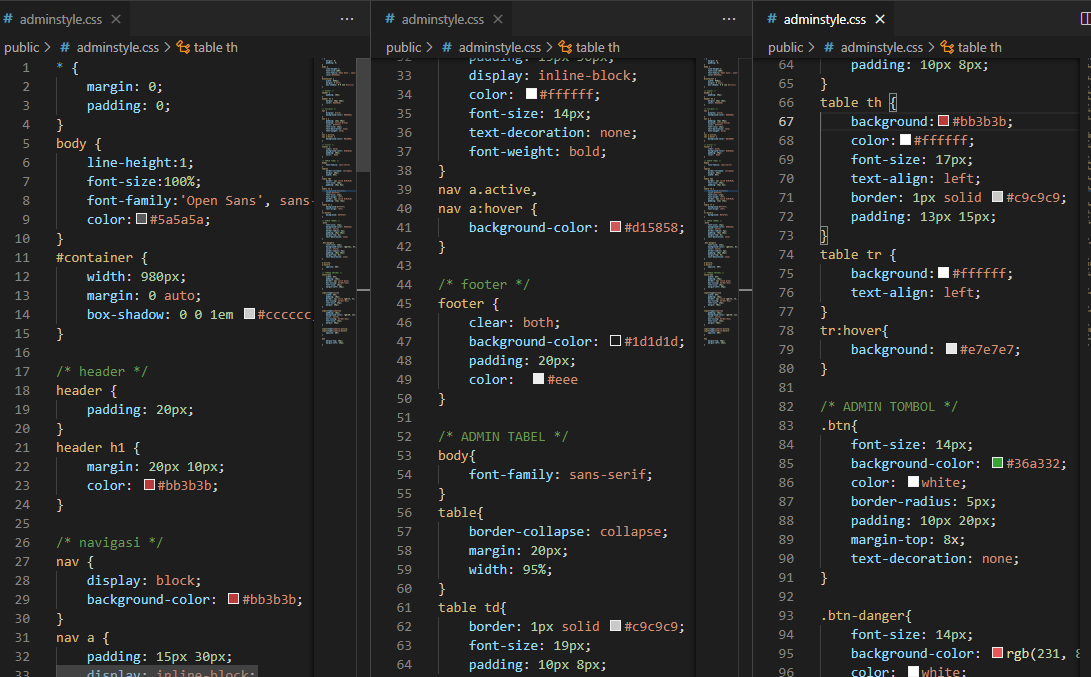 # adminstyle.css × ···
public > # adminstyle.css > table th
1 * {
2 margin: 0;
3 padding: 0;
4 }
5 body {
6 line-height:1;
7 font-size:100%;
8 font-family:'Open Sans', sans-
9 color:#5a5a5a;
10 }
11 #container {
12 width: 980px;
13 margin: 0 auto;
14 box-shadow: 0 0 1em #cccccc;
15 }
16
17 /* header */
18 header {
19 padding: 20px;
20 }
21 header h1 {
22 margin: 20px 10px;
23 color: #bb3b3b;
24 }
25
26 /* navigasi */
27 nav {
28 display: block;
29 background-color: #bb3b3b;
30 }
31 nav a {
32 padding: 15px 30px;
33 display: inline-block;
# adminstyle.css × ···
public > # adminstyle.css > table th
32 padding: 15px 30px;
33 display: inline-block;
34 color: #ffffff;
35 font-size: 14px;
36 text-decoration: none;
37 font-weight: bold;
38 }
39 nav a.active,
40 nav a:hover {
41 background-color: #d15858;
42 }
43
44 /* footer */
45 footer {
46 clear: both;
47 background-color: #1d1d1d;
48 padding: 20px;
49 color: #eee
50 }
51
52 /* ADMIN TABEL */
53 body{
54 font-family: sans-serif;
55 }
56 table{
57 border-collapse: collapse;
58 margin: 20px;
59 width: 95%;
60 }
61 table td{
62 border: 1px solid #c9c9c9;
63 font-size: 19px;
64 padding: 10px 8px;
# adminstyle.css ×
public > # adminstyle.css > table th
64 padding: 10px 8px;
65 }
66 table th {
67 background:#bb3b3b;
68 color:#ffffff;
69 font-size: 17px;
70 text-align: left;
71 border: 1px solid #c9c9c9;
72 padding: 13px 15px;
73 }
74 table tr {
75 background:#ffffff;
76 text-align: left;
77 }
78 tr:hover{
79 background: #e7e7e7;
80 }
81
82 /* ADMIN TOMBOL */
83 .btn{
84 font-size: 14px;
85 background-color: #36a332;
86 color: white;
87 border-radius: 5px;
88 padding: 10px 20px;
89 margin-top: 8x;
90 text-decoration: none;
91 }
92
93 .btn-danger{
94 font-size: 14px;
95 background-color: rgb(231, 8
96 color: white;